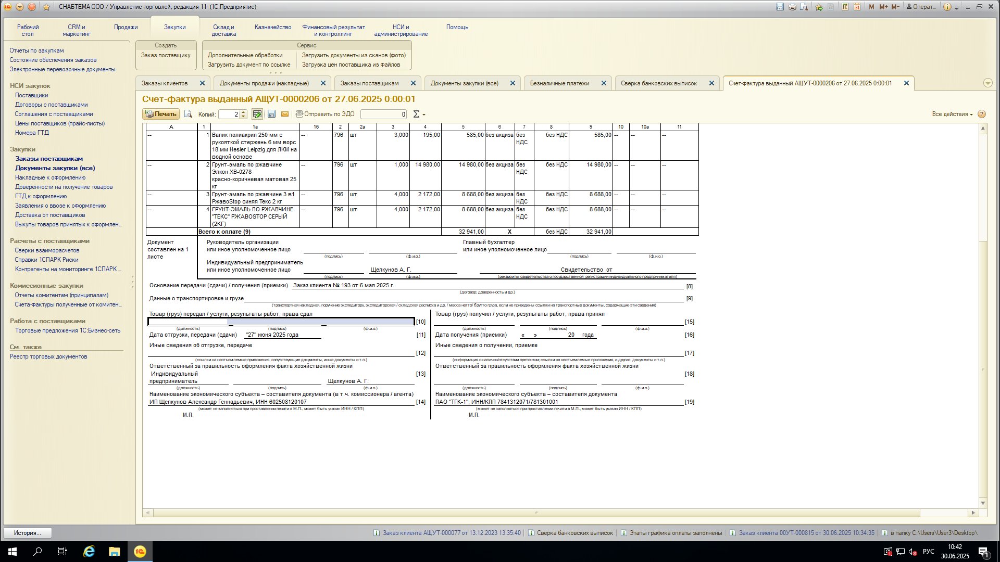 СНАБТЕМА ООО / Управление торговлей, редакция 11 (1С:Предприятие)
M M+ M- Операт...
Рабочий стол
CRM и маркетинг
Продажи
Закупки
Склад и доставка
Казначейство
Финансовый результат и контроллинг
НСИ и администрирование
Помощь
Создать
Заказ поставщику
Сервис
Дополнительные обработки
Загрузить документы из сканов (фото)
Загрузить документ по ссылке
Загрузка цен поставщика из файлов
Отчеты по закупкам
Состояние обеспечения заказов
Электронные перевозочные документы
НСИ закупок
Поставщики
Договоры с поставщиками
Соглашения с поставщиками
Цены поставщиков (прайс-листы)
Номера ГТД
Закупки
Заказы поставщикам
Документы закупки (все)
Накладные к оформлению
Доверенности на получение товаров
ГТД к оформлению
Заявления о ввозе к оформлению
Доставка от поставщиков
Выкупы товаров принятых к оформлен...
Расчеты с поставщиками
Сверки взаиморасчетов
Справки 1СПАРК Риски
Контрагенты на мониторинге 1СПАРК ...
Комиссионные закупки
Отчеты комитентам (принципалам)
Счета-фактуры полученные от комитен...
Работа с поставщиками
Торговые предложения 1С:Бизнес-сеть
См. также
Реестр торговых документов
Заказы клиентов
Документы продажи (накладные)
Заказы поставщикам
Документы закупки (все)
Безналичные платежи
Сверка банковских выписок
Счет-фактура выданный АЩУТ-0000206 от 27.06.2025 0:00:01
Счет-фактура выданный АЩУТ-0000206 от 27.06.2025 0:00:01
Печать Копий: 2 Отправить по ЭДО 0 Σ Все действия ?
А 1 1а 1б 2 2а 3 4 5 6 7 8 9 10 10а 11
-- 1 Валик полиакрил 250 мм с -- 796 шт 3,000 195,00 585,00 без акциза без без НДС 585,00 -- -- --
рукояткой стержень 6 мм ворс НДС
18 мм Hesler Leipzig для ЛКМ на
водной основе
-- 2 Грунт-эмаль по ржавчине -- 796 шт 1,000 14 980,00 14 980,00 без акциза без без НДС 14 980,00 -- -- --
Элкон ХВ-0278 НДС
красно-коричневая матовая 25
кг
-- 3 Грунт-эмаль по ржавчине 3 в1 -- 796 шт 4,000 2 172,00 8 688,00 без акциза без без НДС 8 688,00 -- -- --
РжавоStop синяя Текс 2 кг НДС
-- 4 ГРУНТ-ЭМАЛЬ ПО РЖАВЧИНЕ -- 796 шт 4,000 2 172,00 8 688,00 без акциза без без НДС 8 688,00 -- -- --
"ТЕКС" РЖАВОSTOP СЕРЫЙ НДС
(2КГ)
Всего к оплате (9) 32 941,00 X без НДС 32 941,00
Документ
составлен на 1
листе
Руководитель организации
или иное уполномоченное лицо
(подпись) (ф.и.о.)
Главный бухгалтер
или иное уполномоченное лицо
(подпись) (ф.и.о.)
Индивидуальный предприниматель
или иное уполномоченное лицо Щелкунов А. Г. Свидетельство от
(подпись) (ф.и.о.) (реквизиты свидетельства о государственной регистрации индивидуального предпринимателя)
Основание передачи (сдачи) / получения (приемки) Заказ клиента № 193 от 6 мая 2025 г. [8]
(договор; доверенность и др.)
Данные о транспортировке и грузе [9]
(транспортная накладная, поручение экспедитору, экспедиторская / складская расписка и др. / масса нетто/ брутто груза, если не приведены ссылки на транспортные документы, содержащие эти сведения)
Товар (груз) передал / услуги, результаты работ, права сдал
[10]
(должность) (подпись) (ф.и.о.)
Дата отгрузки, передачи (сдачи) "27" июня 2025 года [11]
Иные сведения об отгрузке, передаче
[12]
(ссылки на неотъемлемые приложения, сопутствующие документы, иные документы и т.п.)
Ответственный за правильность оформления факта хозяйственной жизни
Индивидуальный [13]
предприниматель Щелкунов А. Г.
(должность) (подпись) (ф.и.о.)
Наименование экономического субъекта – составителя документа (в т.ч. комиссионера / агента)
ИП Щелкунов Александр Геннадьевич, ИНН 602508120107 [14]
(может не заполняться при проставлении печати в М.П., может быть указан ИНН / КПП)
М.П.
Товар (груз) получил / услуги, результаты работ, права принял
[15]
(должность) (подпись) (ф.и.о.)
Дата получения (приемки) « » 20 года [16]
Иные сведения о получении, приемке
[17]
(информация о наличии/отсутствии претензии; ссылки на неотъемлемые приложения, и другие документы и т.п.)
Ответственный за правильность оформления факта хозяйственной жизни
[18]
(должность) (подпись) (ф.и.о.)
Наименование экономического субъекта – составителя документа
ПАО "ТГК-1", ИНН/КПП 7841312071/781301001 [19]
(может не заполняться при проставлении печати в М.П., может быть указан ИНН / КПП)
М.П.
История...
Заказ клиента АЩУТ-000077 от 13.12.2023 13:35:40
Сверка банковских выписок
Этапы графика оплаты заполнены
Заказ клиента 00УТ-000815 от 30.06.2025 10:34:35
в папку C:\Users\User3\Desktop\
РУС
10:42
30.06.2025
1